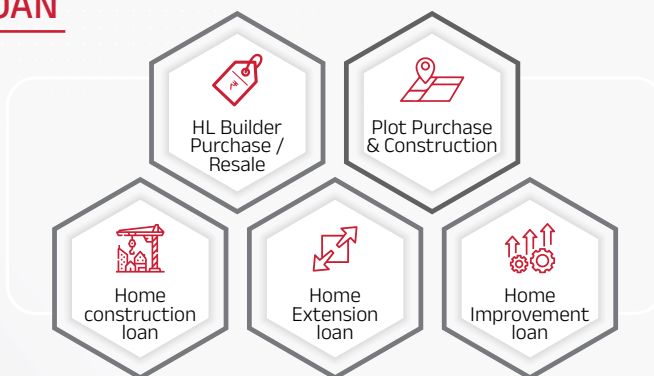 OAN
HL Builder
Purchase /
Resale
Plot Purchase
& Construction
Home
construction
loan
Home
Extension
loan
Home
Improvement
loan